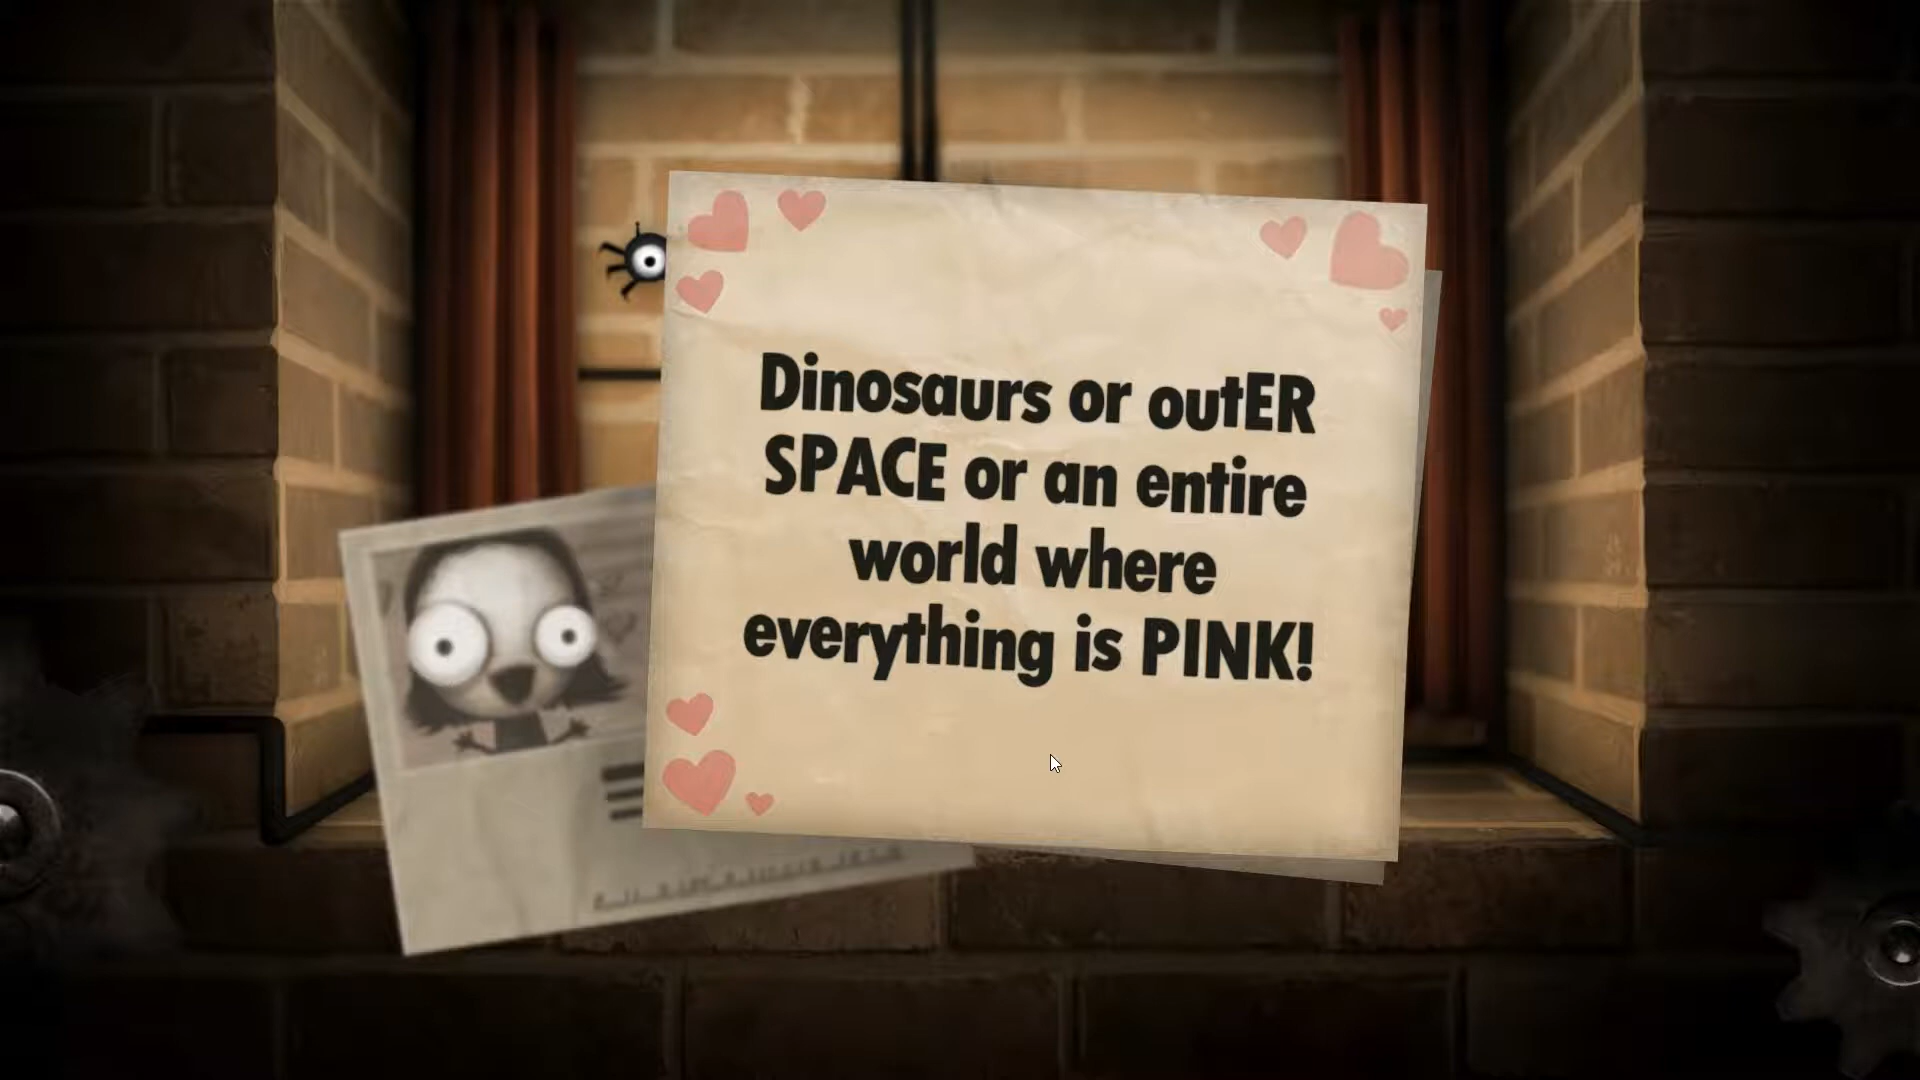 Dinosaurs or outER
SPACE or an entire
world where
everything is PINK!